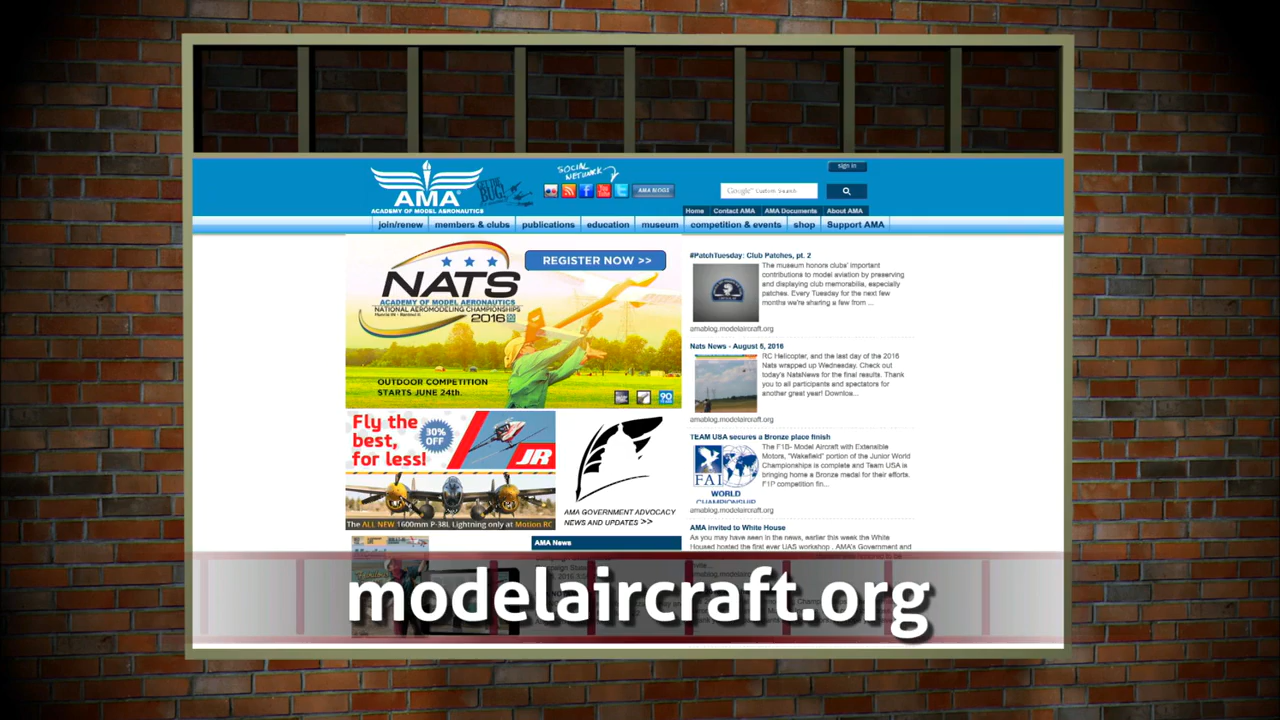 AMA
ACADEMY OF MODEL AERONAUTICS
SOCIAL
NETWORK
AMA BLOGS
sign in
Google Custom Search
Home
Contact AMA
AMA Documents
About AMA
join/renew
members & clubs
publications
education
museum
competition & events
shop
Support AMA
NATS
ACADEMY OF MODEL AERONAUTICS
NATIONAL AEROMODELING CHAMPIONSHIPS
2016
REGISTER NOW >>
OUTDOOR COMPETITION
STARTS JUNE 24th.
90
Fly the
best,
for less!
30%
OFF
JR
The ALL NEW 1600mm P-38L Lightning only at Motion RC
AMA GOVERNMENT ADVOCACY
NEWS AND UPDATES >>
AMA News
#PatchTuesday: Club Patches, pt. 2
The museum honors clubs' important
contributions to model aviation by preserving
and displaying club memorabilia, especially
patches. Every Tuesday for the next few
months we're sharing a few from ...
amablog.modelaircraft.org
Nats News - August 5, 2016
RC Helicopter, and the last day of the 2016
Nats wrapped up Wednesday. Check out
today's NatsNews for the final results. Thank
you to all participants and spectators for
another great year! Downloa...
amablog.modelaircraft.org
TEAM USA secures a Bronze place finish
The F1B- Model Aircraft with Extensible
Motors, "Wakefield" portion of the Junior World
Championships is complete and Team USA is
bringing home a Bronze medal for their efforts.
F1P competition fin...
FAI
WORLD
CHAMPIONSHIP
amablog.modelaircraft.org
AMA invited to White House
As you may have seen in the news, earlier this week the White
Housed hosted the first ever UAS workshop . AMA's Government and
modelaircraft.org